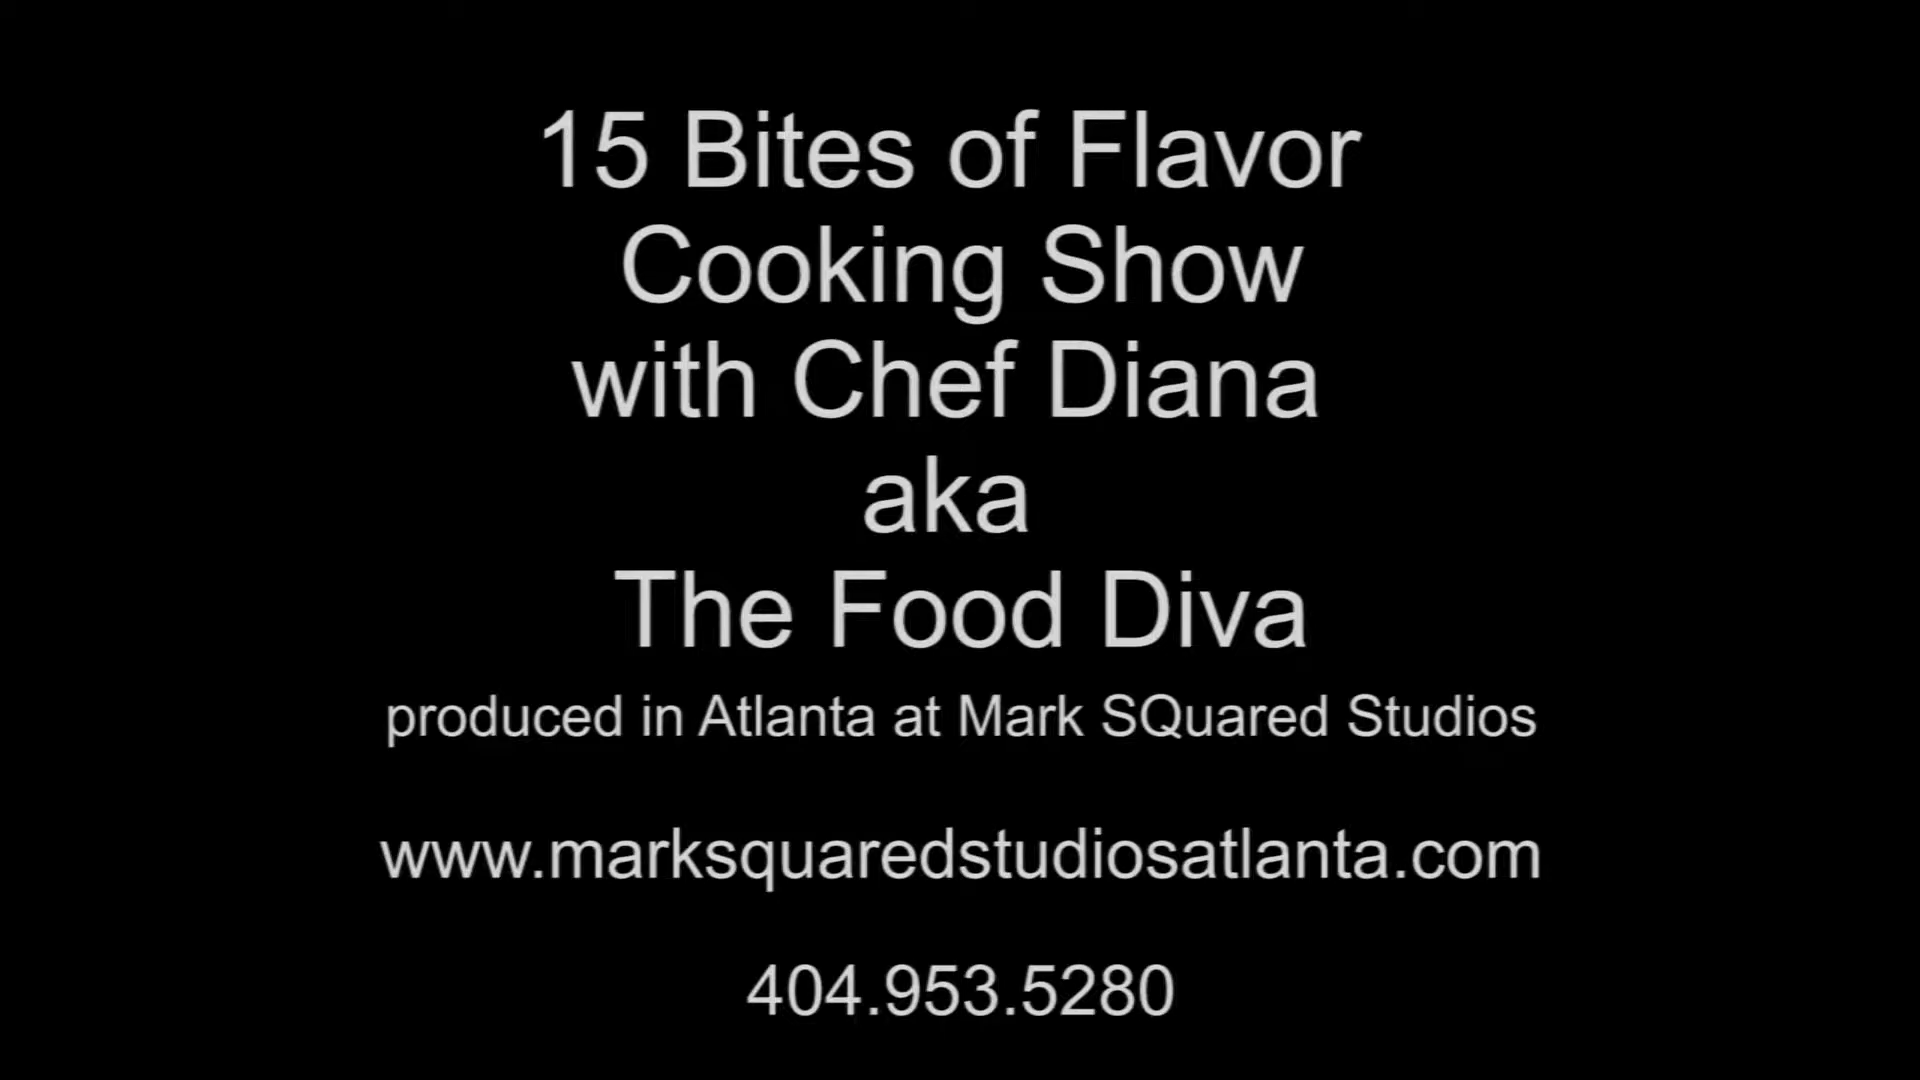 15 Bites of Flavor
Cooking Show
with Chef Diana
aka
The Food Diva
produced in Atlanta at Mark SQuared Studios
www.marksquaredstudiosatlanta.com
404.953.5280